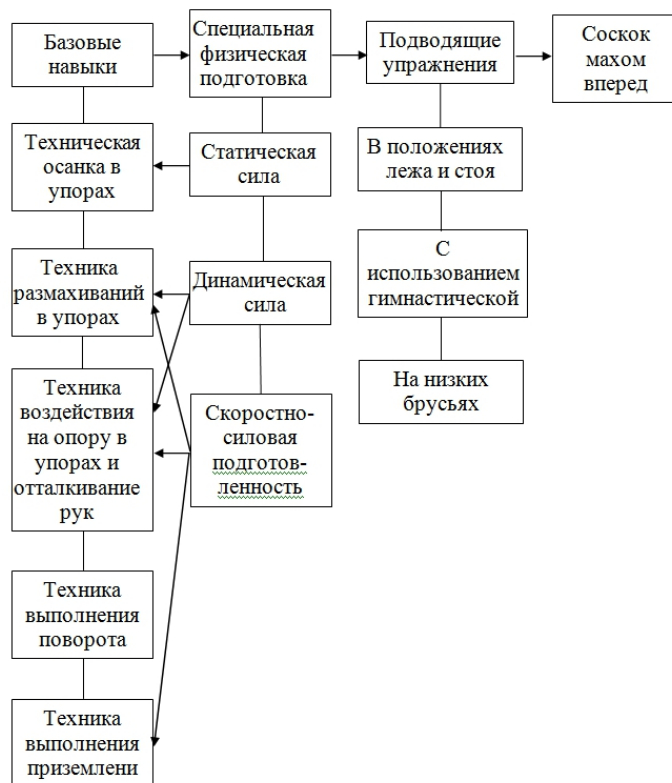 Базовые
навыки
Специальная
физическая
подготовка
Подводящие
упражнения
Соскок
махом
вперед
Техническая
осанка в
упорах
Статическая
сила
В положениях
лежа и стоя
Техника
размахиваний
в упорах
Динамическая
сила
С
использованием
гимнастической
Техника
воздействия
на опору в
упорах и
отталкивание
рук
Скоростно-
силовая
подготов-
ленность
На низких
брусьях
Техника
выполнения
поворота
Техника
выполнения
приземлени